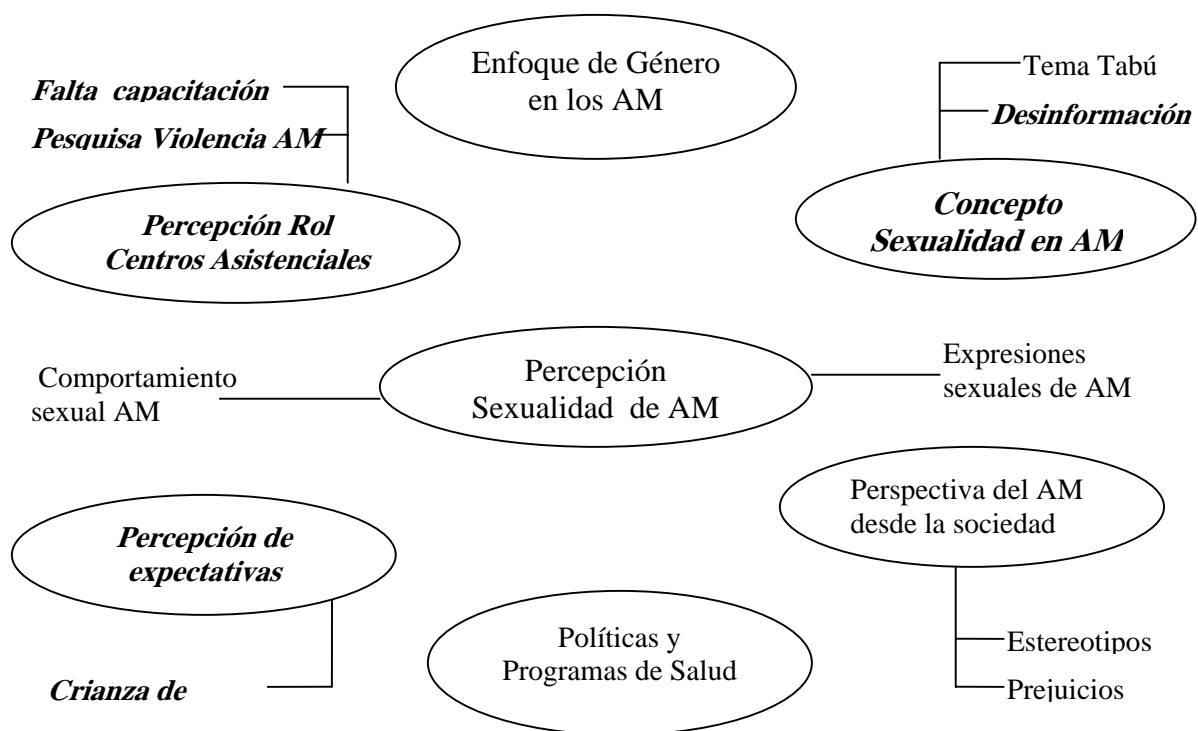 Enfoque de Género
en los AM
Falta capacitación
Pesquisa Violencia AM
Percepción Rol
Centros Asistenciales
Tema Tabú
Desinformación
Concepto
Sexualidad en AM
Comportamiento
sexual AM
Percepción
Sexualidad de AM
Expresiones
sexuales de AM
Percepción de
expectativas
Crianza de
Políticas y
Programas de Salud
Perspectiva del AM
desde la sociedad
Estereotipos
Prejuicios